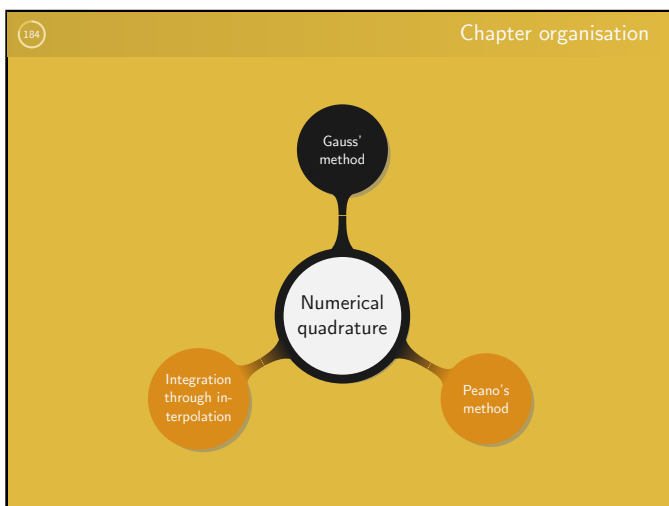 184
Chapter organisation
Gauss'
method
Numerical
quadrature
Integration
through in-
terpolation
Peano's
method